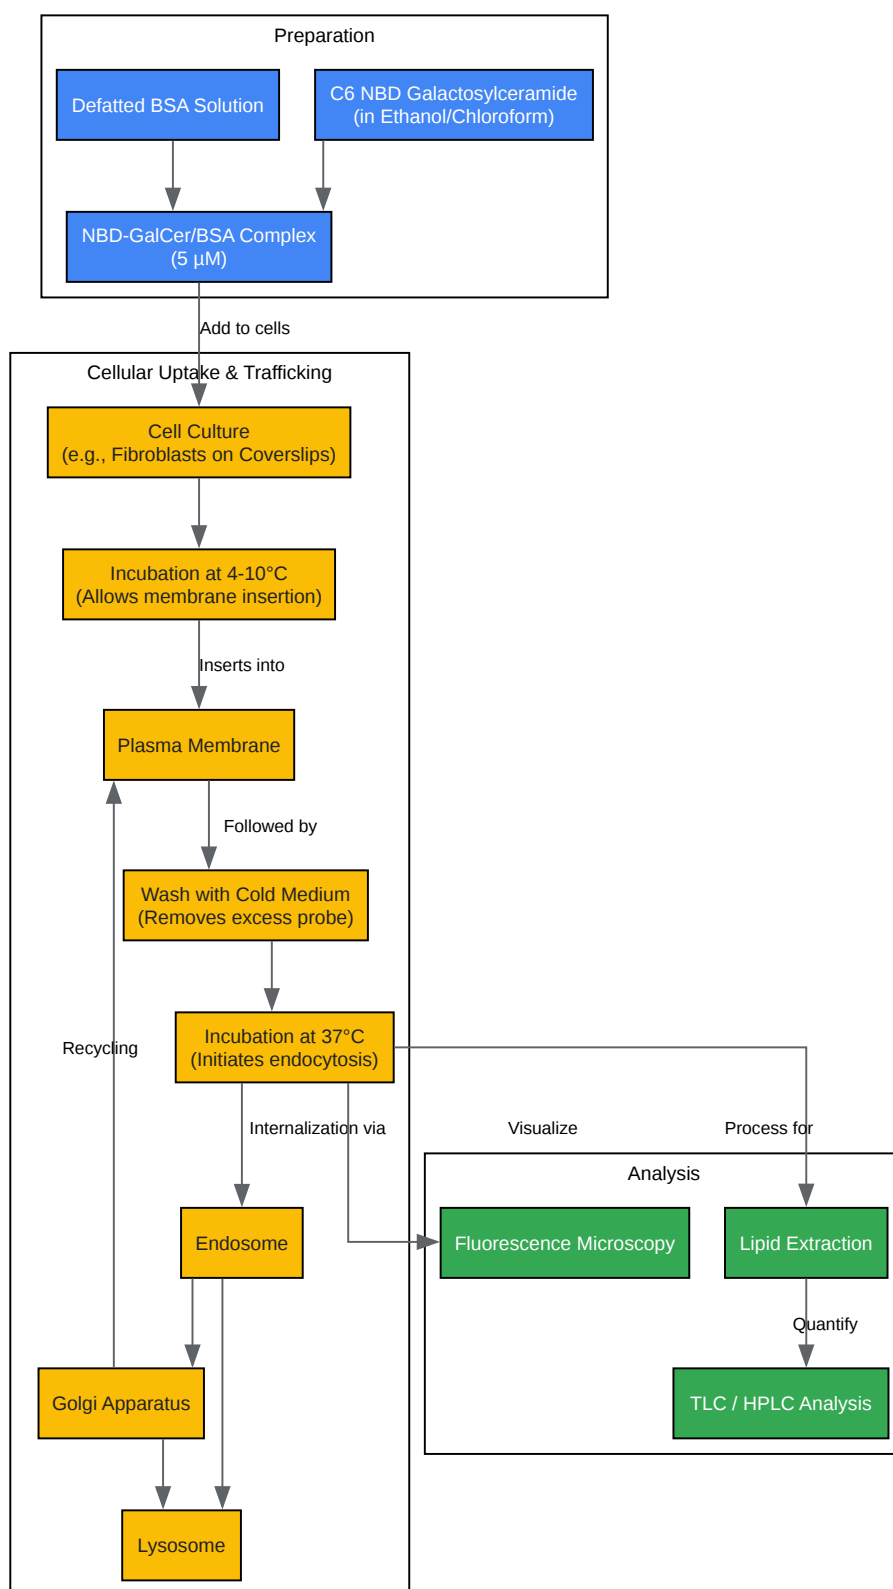 Preparation
Defatted BSA Solution
C6 NBD Galactosylceramide
(in Ethanol/Chloroform)
NBD-GalCer/BSA Complex
(5 µM)
Add to cells
Cellular Uptake & Trafficking
Cell Culture
(e.g., Fibroblasts on Coverslips)
Incubation at 4-10°C
(Allows membrane insertion)
Inserts into
Plasma Membrane
Followed by
Wash with Cold Medium
(Removes excess probe)
Incubation at 37°C
(Initiates endocytosis)
Recycling
Internalization via
Visualize
Process for
Analysis
Endosome
Fluorescence Microscopy
Lipid Extraction
Quantify
Golgi Apparatus
TLC / HPLC Analysis
Lysosome